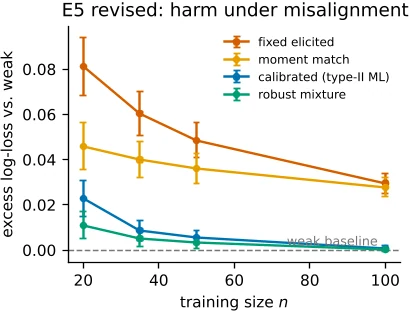 E5 revised: harm under misalignment
excess log-loss vs. weak
fixed elicited
moment match
calibrated (type-II ML)
robust mixture
0.08
0.06
0.04
0.02
0.00
weak baseline
20
40
60
80
100
training size n